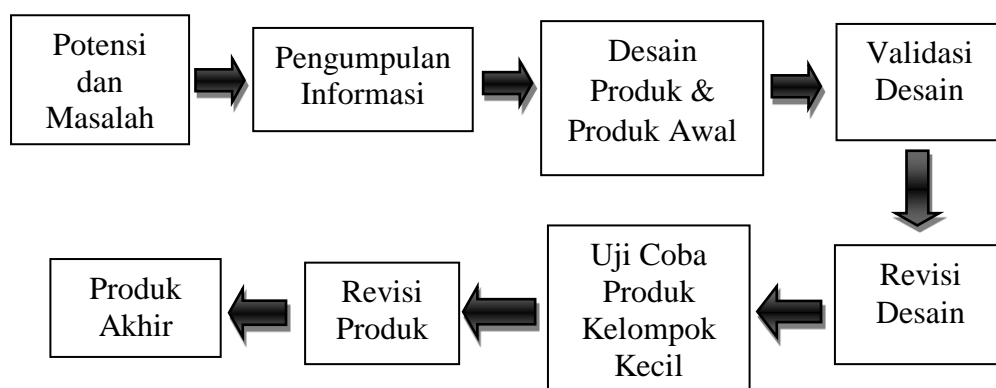 Potensi
dan
Masalah
Pengumpulan
Informasi
Desain
Produk &
Produk Awal
Validasi
Desain
Revisi
Desain
Uji Coba
Produk
Kelompok
Kecil
Revisi
Produk
Produk
Akhir